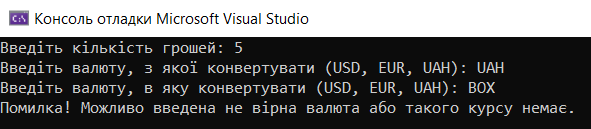 Консоль отладки Microsoft Visual Studio
Введіть кількість грошей: 5
Введіть валюту, з якої конвертувати (USD, EUR, UAH): UAH
Введіть валюту, в яку конвертувати (USD, EUR, UAH): BOX
Помилка! Можливо введена не вірна валюта або такого курсу немає.